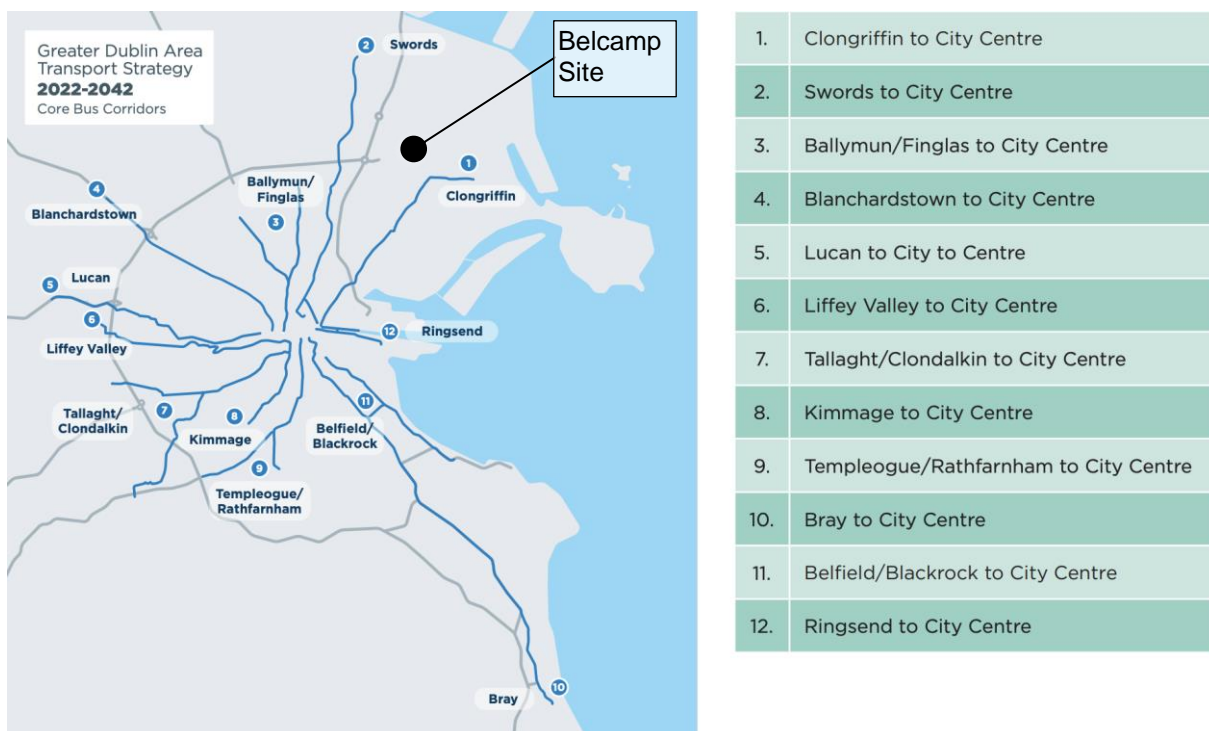 Greater Dublin Area
Transport Strategy
2022-2042
Core Bus Corridors
Belcamp
Site
2
Swords
1
Clongriffin
Ballymun/
Finglas
3
4
Blanchardstown
Lucan
5
6
Liffey Valley
12
Ringsend
Tallaght/
Clondalkin
7
8
Kimmage
11
Belfield/
Blackrock
9
Templeogue/
Rathfarnham
Bray
10
1. Clongriffin to City Centre
2. Swords to City Centre
3. Ballymun/Finglas to City Centre
4. Blanchardstown to City Centre
5. Lucan to City to Centre
6. Liffey Valley to City Centre
7. Tallaght/Clondalkin to City Centre
8. Kimmage to City Centre
9. Templeogue/Rathfarnham to City Centre
10. Bray to City Centre
11. Belfield/Blackrock to City Centre
12. Ringsend to City Centre